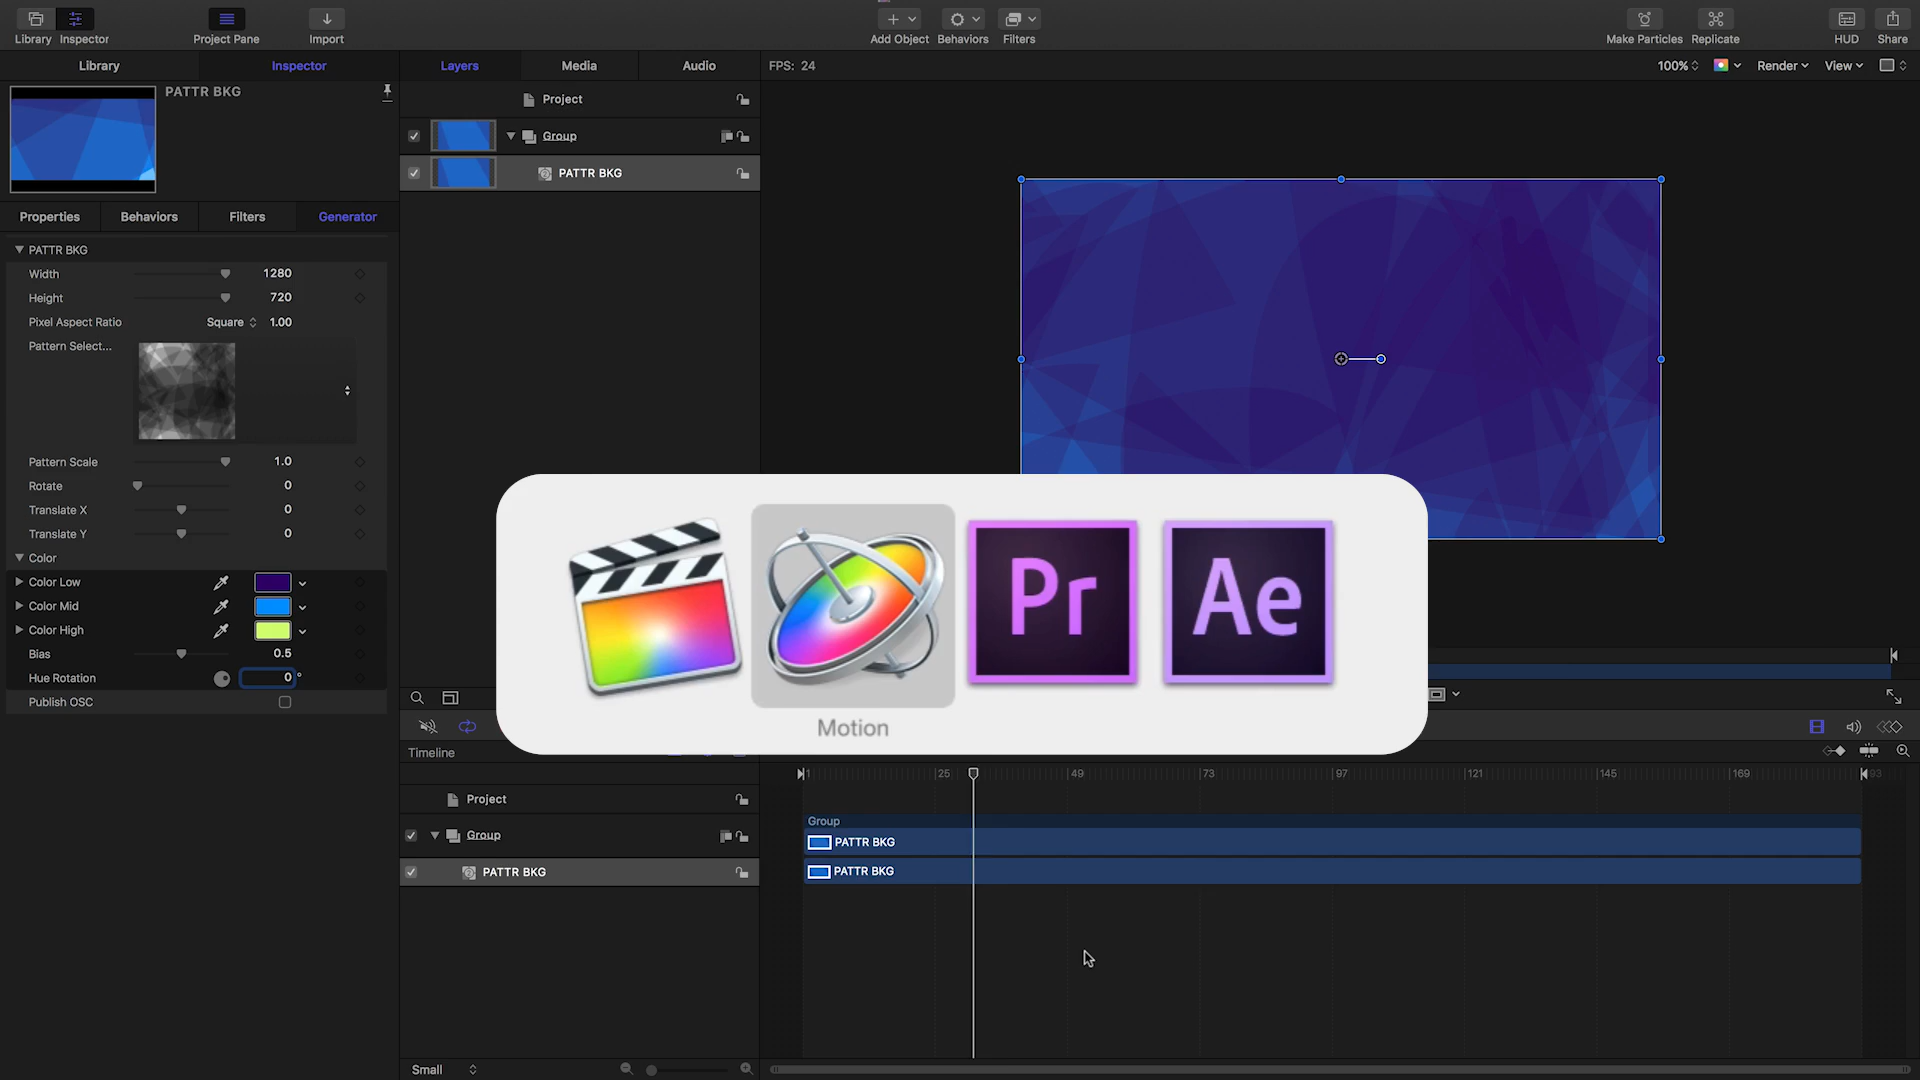 Library
Inspector
Project Pane
Import
Add Object
Behaviors
Filters
Make Particles
Replicate
HUD
Share
Library
Inspector
Layers
Media
Audio
FPS: 24
100%
Render
View
PATTR BKG
Project
Group
PATTR BKG
Properties
Behaviors
Filters
Generator
PATTR BKG
Width 1280
Height 720
Pixel Aspect Ratio Square 1.00
Pattern Select...
Pattern Scale 1.0
Rotate 0
Translate X 0
Translate Y 0
Color
Color Low
Color Mid
Color High
Bias 0.5
Hue Rotation 0 °
Publish OSC
Pr
Ae
Motion
Timeline
1 25 49 73 97 121 145 169 93
Project
Group
PATTR BKG
Group
PATTR BKG
PATTR BKG
Small